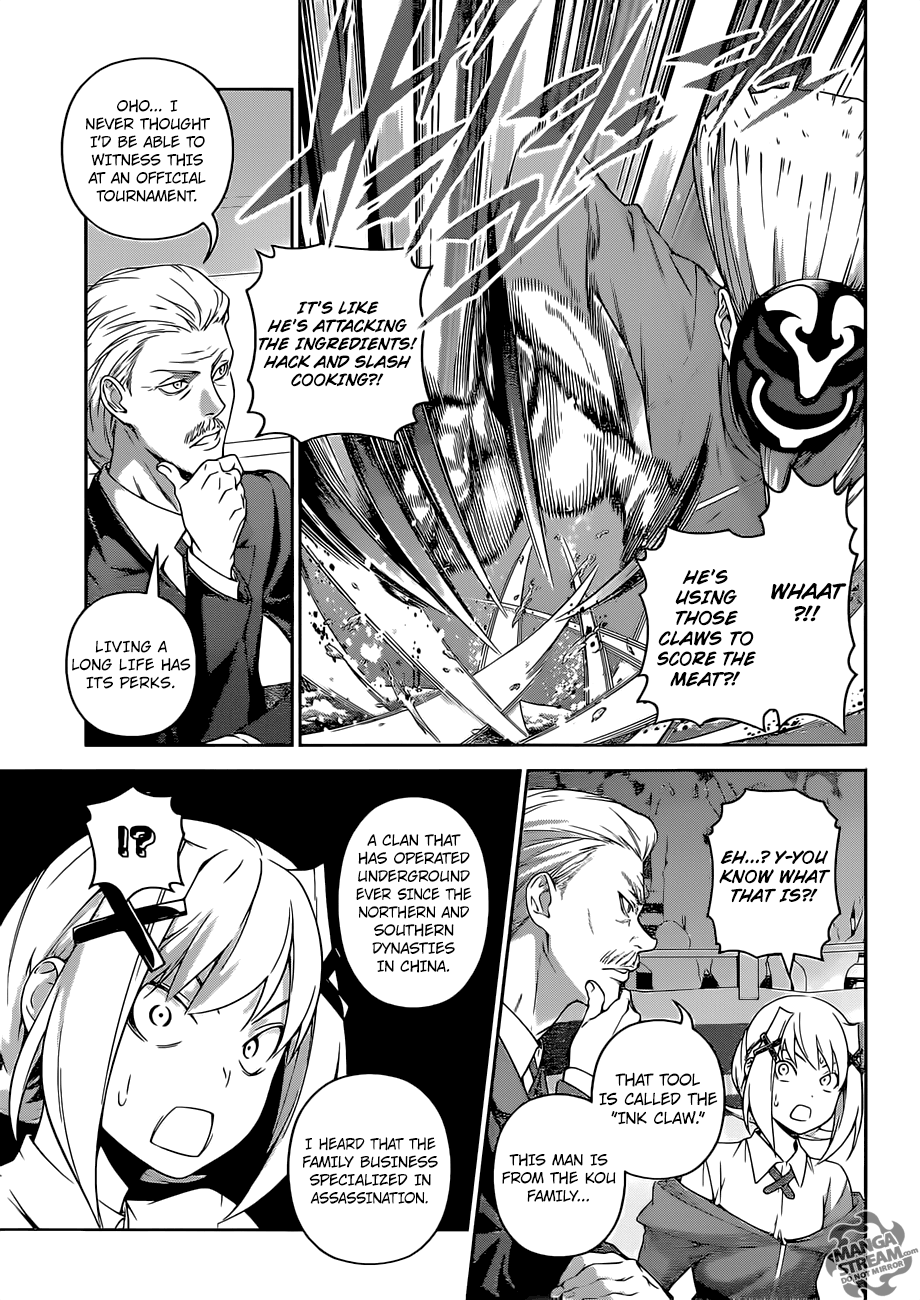 WHAAT
?!!
HE'S
USING
THOSE
CLAWS TO
SCORE THE
MEAT?!
IT'S LIKE
HE'S ATTACKING
THE INGREDIENTS!
HACK AND SLASH
COOKING?!
OHO... I
NEVER THOUGHT
I'D BE ABLE TO
WITNESS THIS
AT AN OFFICIAL
TOURNAMENT.
LIVING A
LONG LIFE HAS
ITS PERKS.
EH...? Y-YOU
KNOW WHAT
THAT IS?!
THAT TOOL
IS CALLED THE
"INK CLAW."
THIS MAN IS
FROM THE KOU
FAMILY...
A CLAN THAT
HAS OPERATED
UNDERGROUND
EVER SINCE THE
NORTHERN AND
SOUTHERN
DYNASTIES
IN CHINA.
I HEARD THAT THE
FAMILY BUSINESS
SPECIALIZED IN
ASSASSINATION.
!?
MANGA
STREAM.com
DO NOT MIRROR